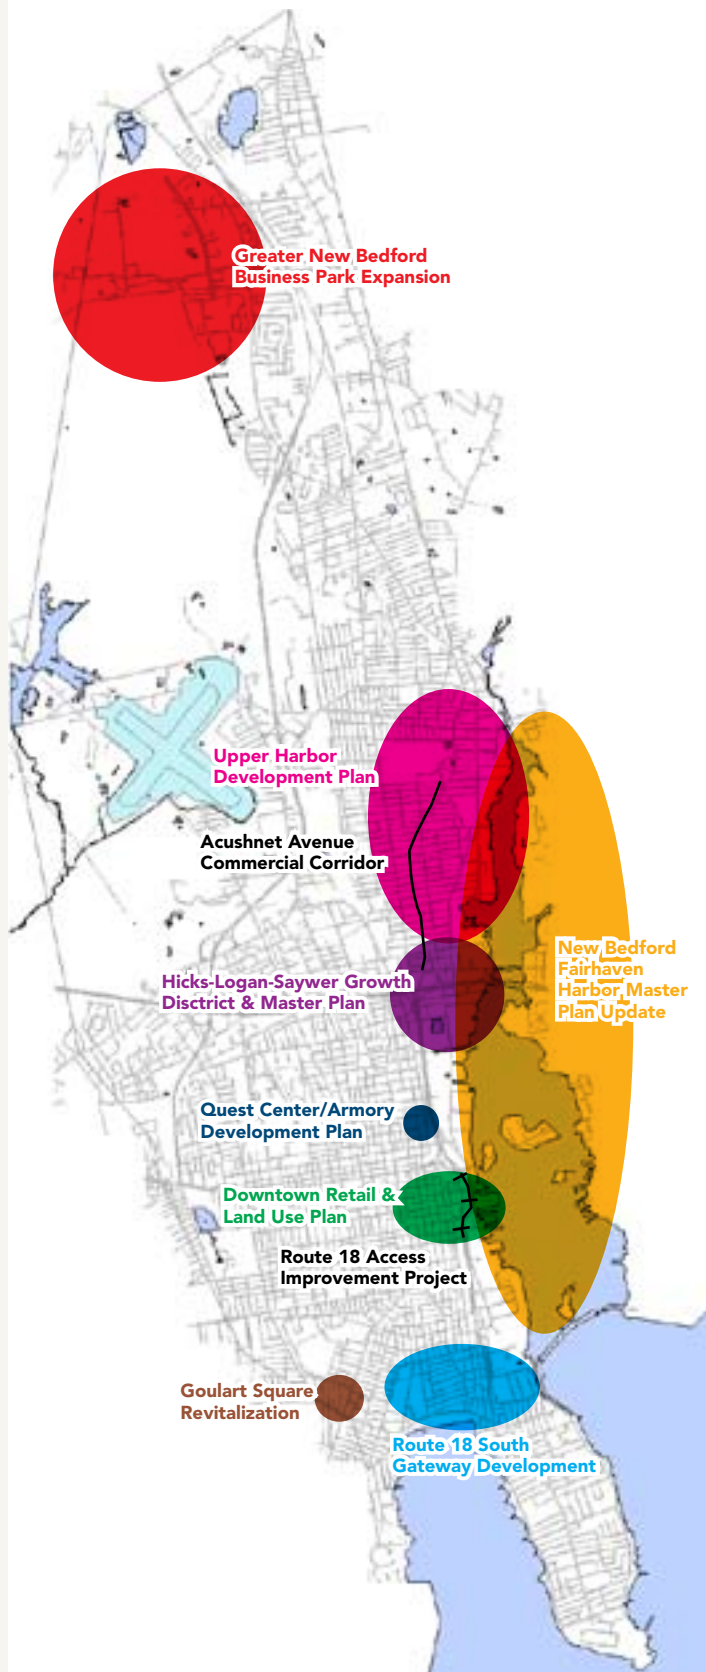 Greater New Bedford
Business Park Expansion
Upper Harbor
Development Plan
Acushnet Avenue
Commercial Corridor
New Bedford
Fairhaven
Harbor Master
Plan Update
Hicks-Logan-Saywer Growth
Disctrict & Master Plan
Quest Center/Armory
Development Plan
Downtown Retail &
Land Use Plan
Route 18 Access
Improvement Project
Goulart Square
Revitalization
Route 18 South
Gateway Development